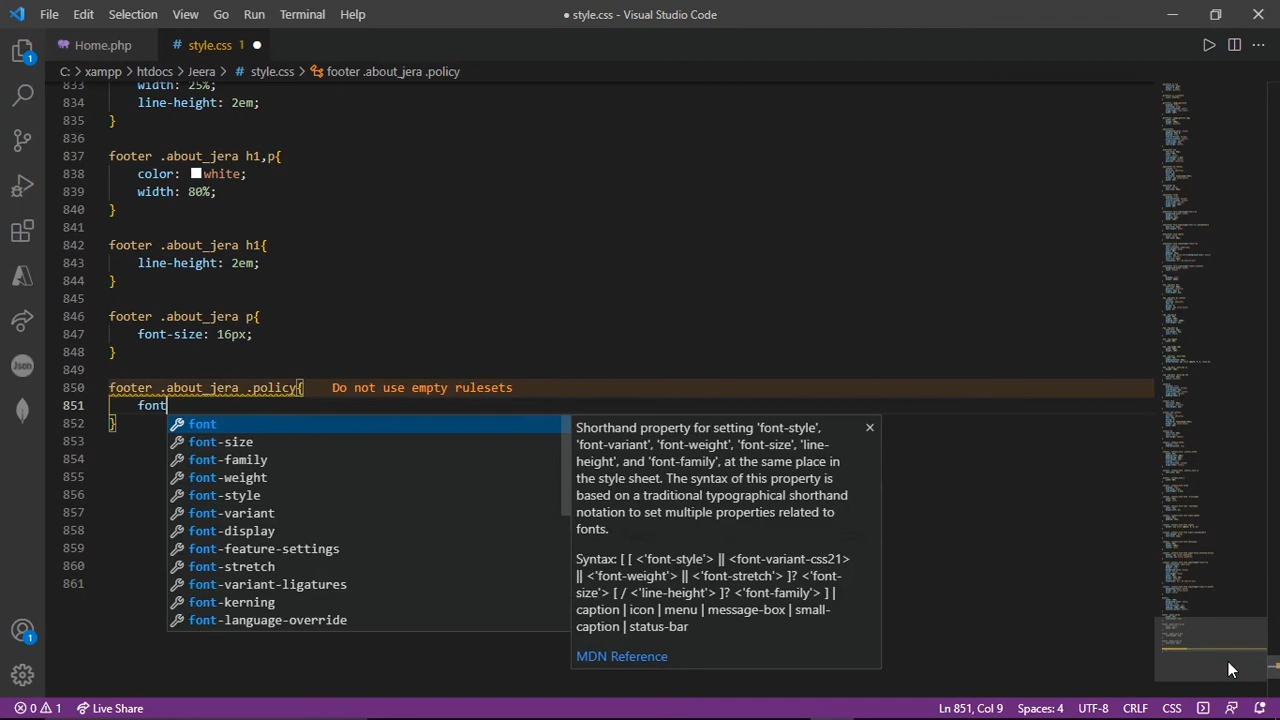 File Edit Selection View Go Run Terminal Help
● style.css - Visual Studio Code
Home.php # style.css 1 ●
C: > xampp > htdocs > Jeera > # style.css > footer .about_jera .policy
833 width: 25%;
834 line-height: 2em;
835 }
836
837 footer .about_jera h1,p{
838 color: white;
839 width: 80%;
840 }
841
842 footer .about_jera h1{
843 line-height: 2em;
844 }
845
846 footer .about_jera p{
847 font-size: 16px;
848 }
849
850 footer .about_jera .policy{ Do not use empty rulesets
851 font
852 }
853
854
855
856
857
858
859
860
861
font
font-size
font-family
font-weight
font-style
font-variant
font-display
font-feature-settings
font-stretch
font-variant-ligatures
font-kerning
font-language-override
Shorthand property for setting 'font-style',
'font-variant', 'font-weight', 'font-size', 'line-
height', and 'font-family', at the same place in
the style sheet. The syntax of this property is
based on a traditional typographical shorthand
notation to set multiple properties related to
fonts.
Syntax: [ [ <'font-style'> || <font-variant-css21>
|| <'font-weight'> || <'font-stretch'> ]? <'font-
size'> [ / <'line-height'> ]? <'font-family'> ] |
caption | icon | menu | message-box | small-
caption | status-bar
MDN Reference
Json
1
1
0 1 Live Share
Ln 851, Col 9 Spaces: 4 UTF-8 CRLF CSS